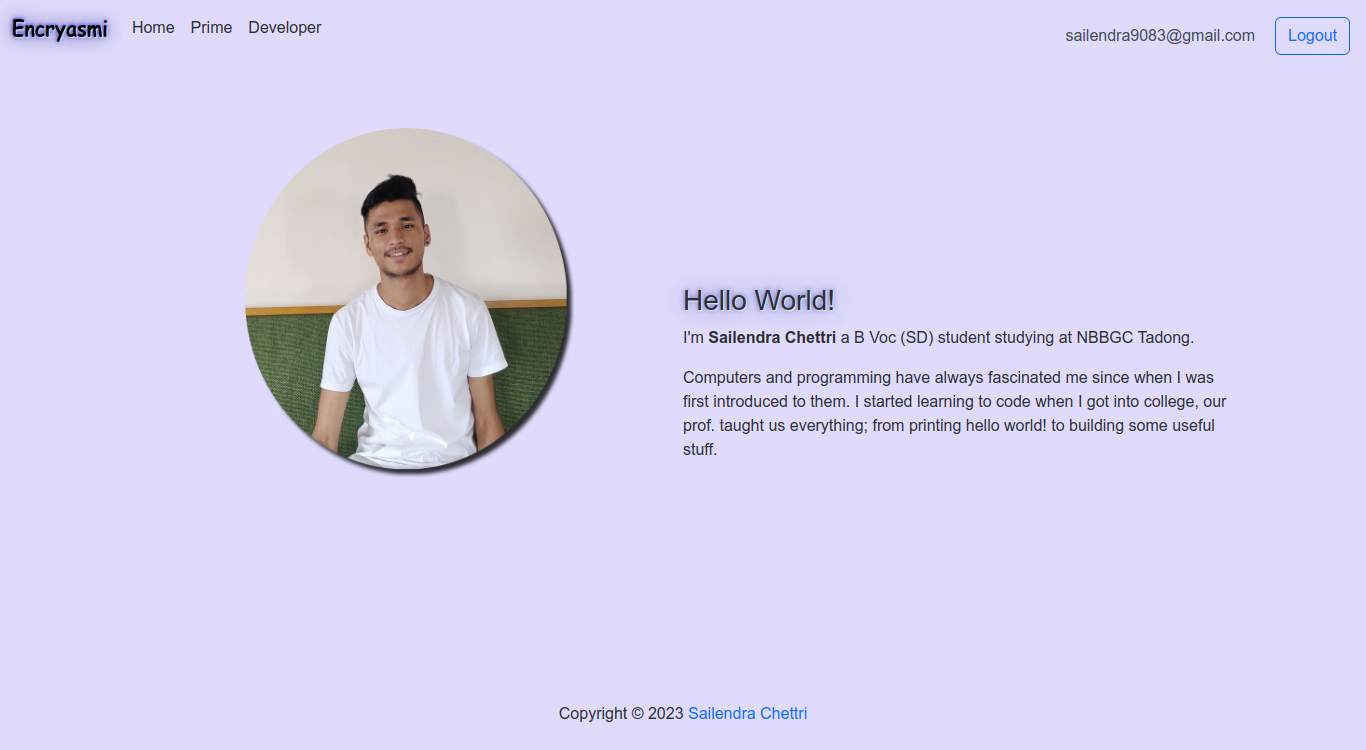 Encryasmi Home Prime Developer sailendra9083@gmail.com Logout
Hello World!
I'm Sailendra Chettri a B Voc (SD) student studying at NBBGC Tadong.
Computers and programming have always fascinated me since when I was
first introduced to them. I started learning to code when I got into college, our
prof. taught us everything; from printing hello world! to building some useful
stuff.
Copyright © 2023 Sailendra Chettri